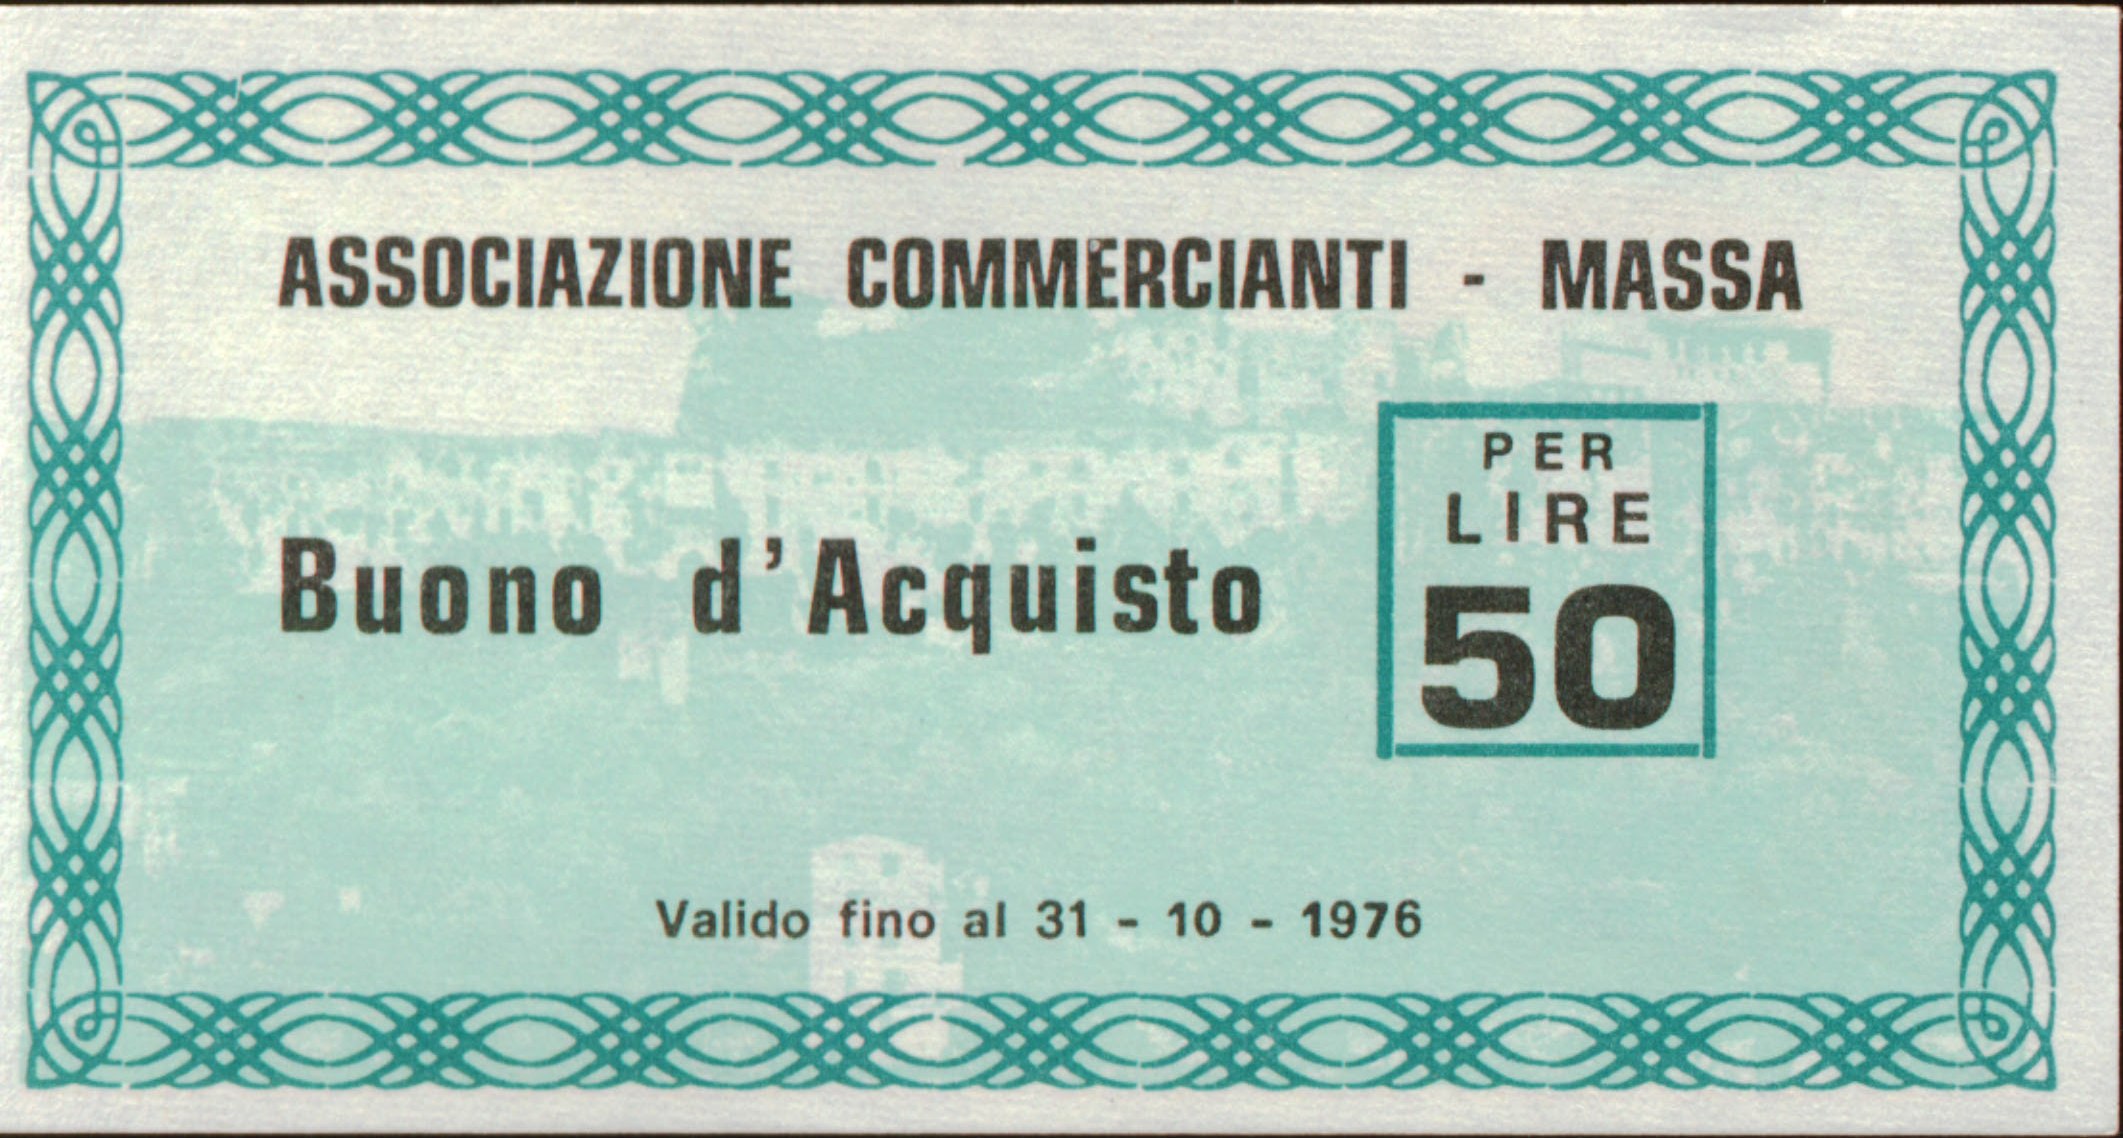 ASSOCIAZIONE COMMERCIANTI - MASSA
Buono d'Acquisto
PER
LIRE
50
Valido fino al 31 - 10 - 1976